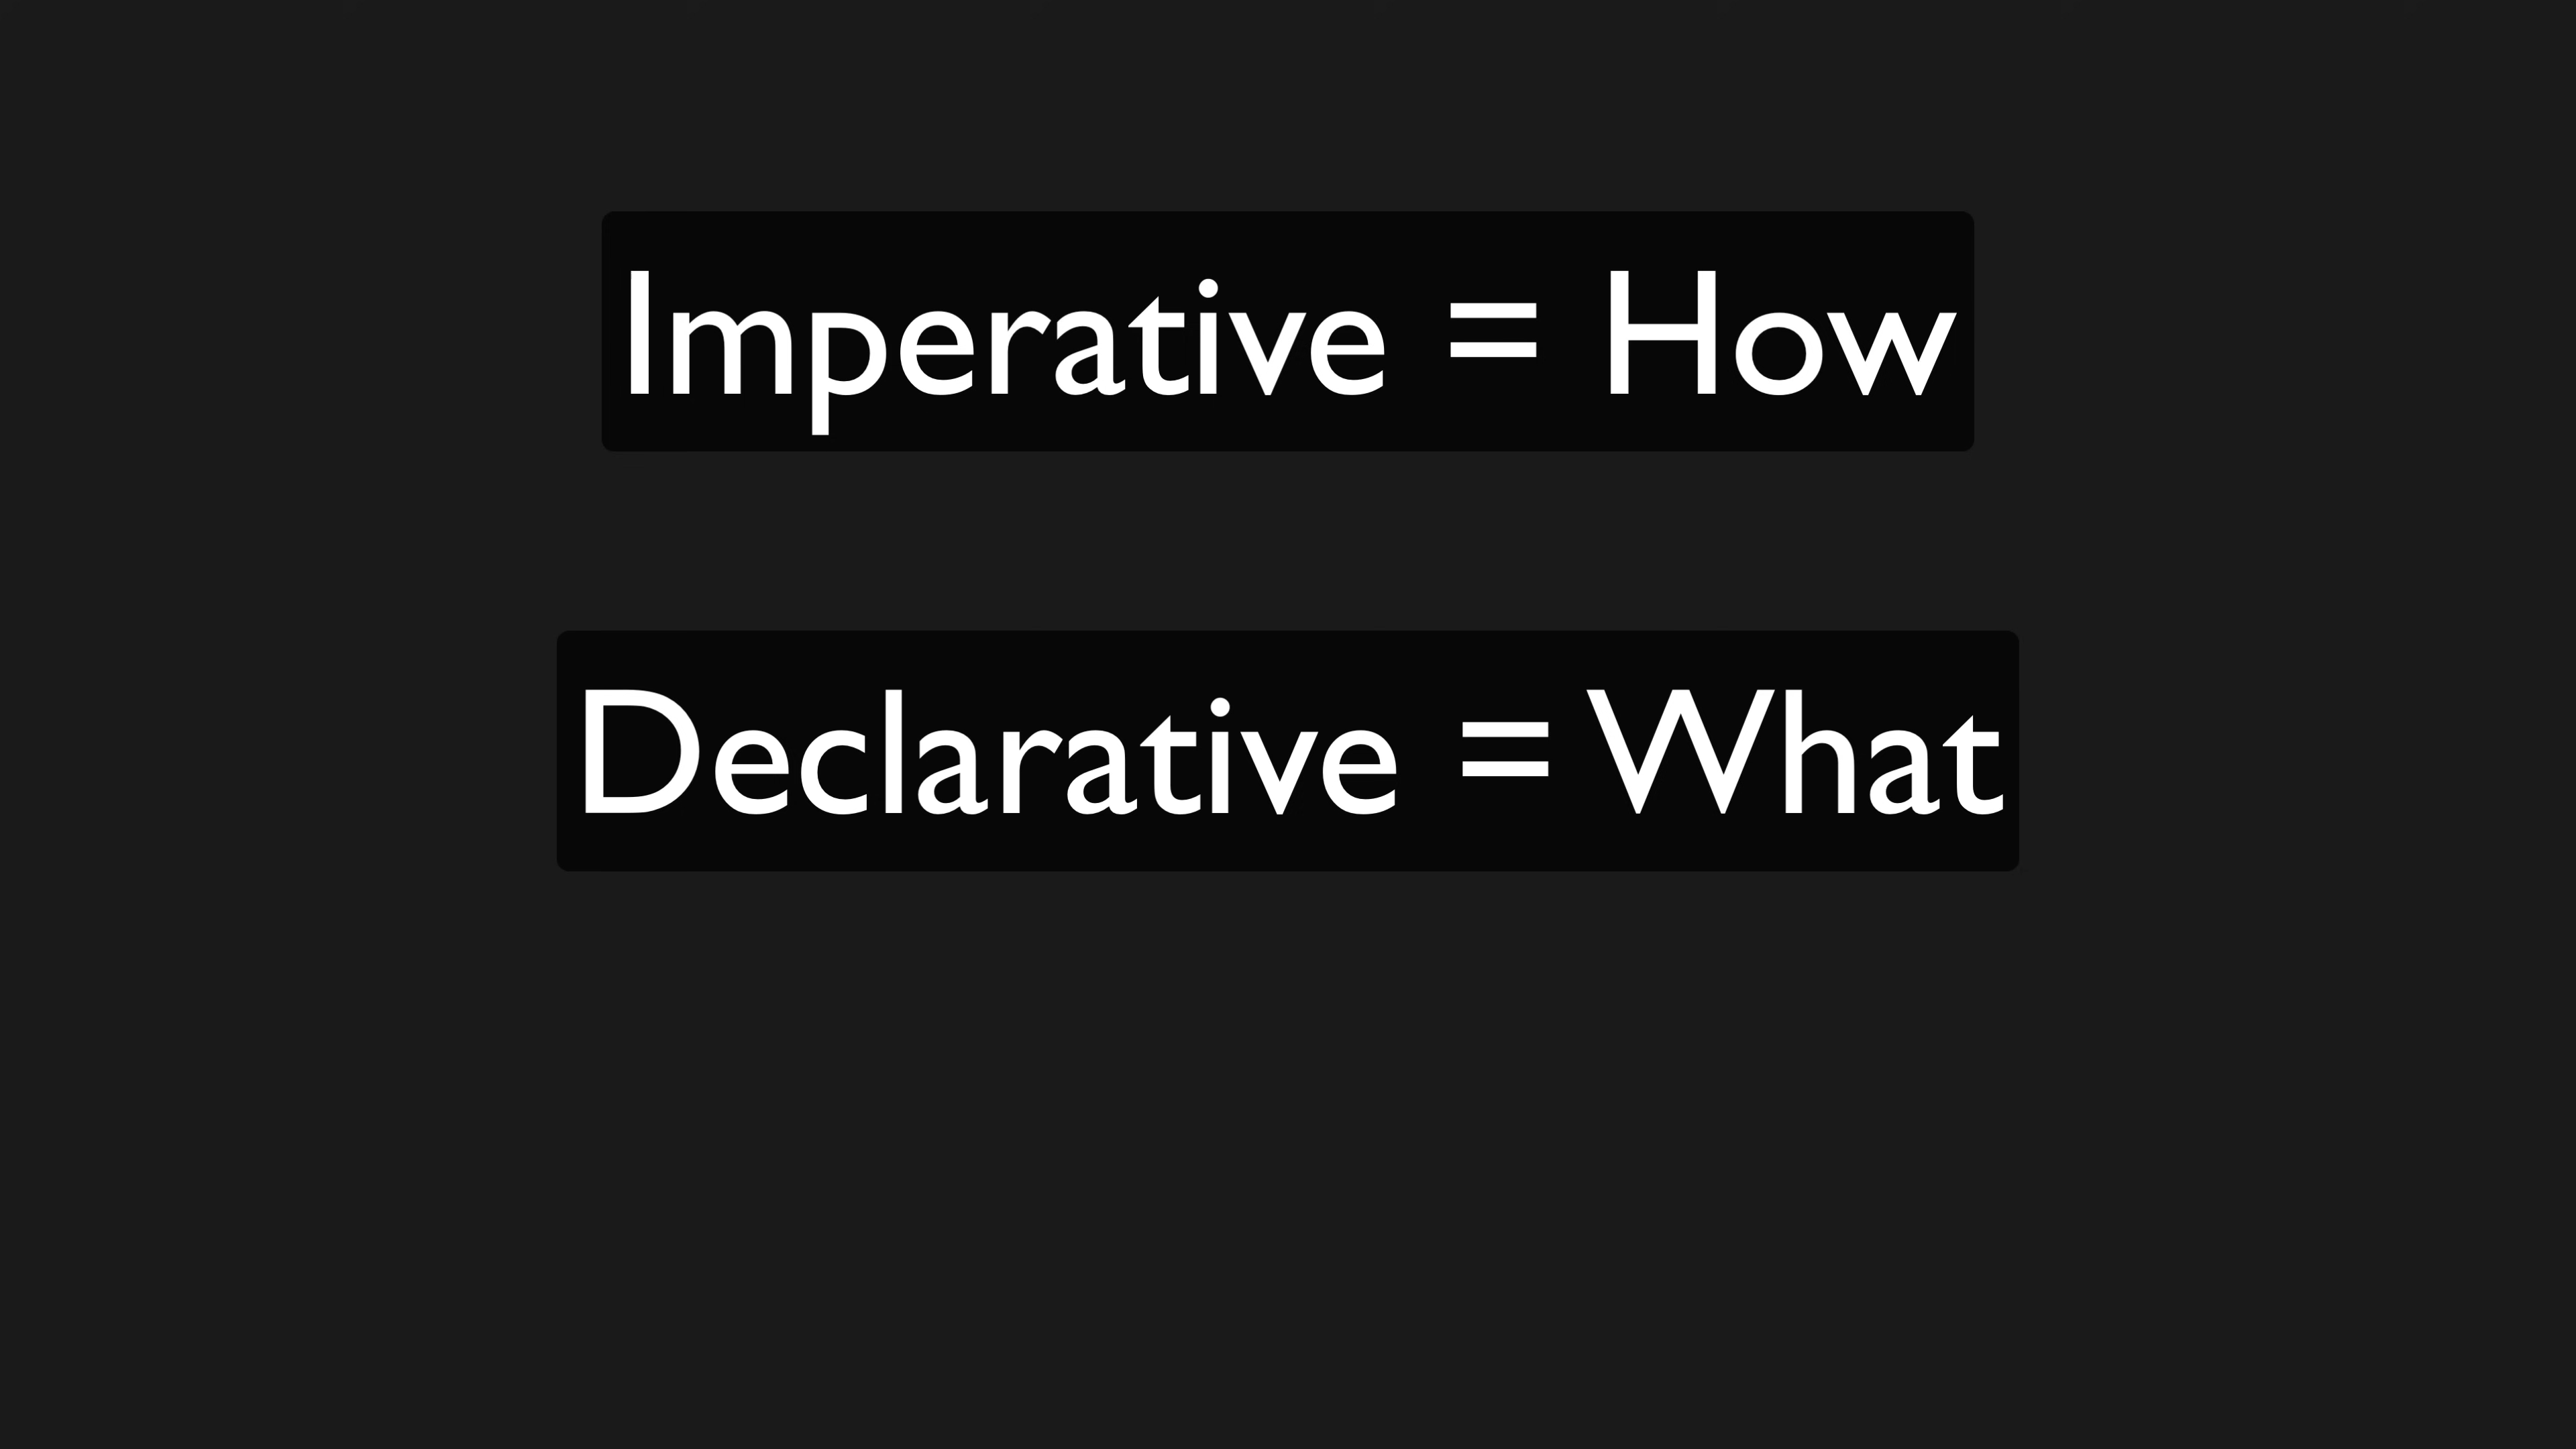 Imperative = How
Declarative = What